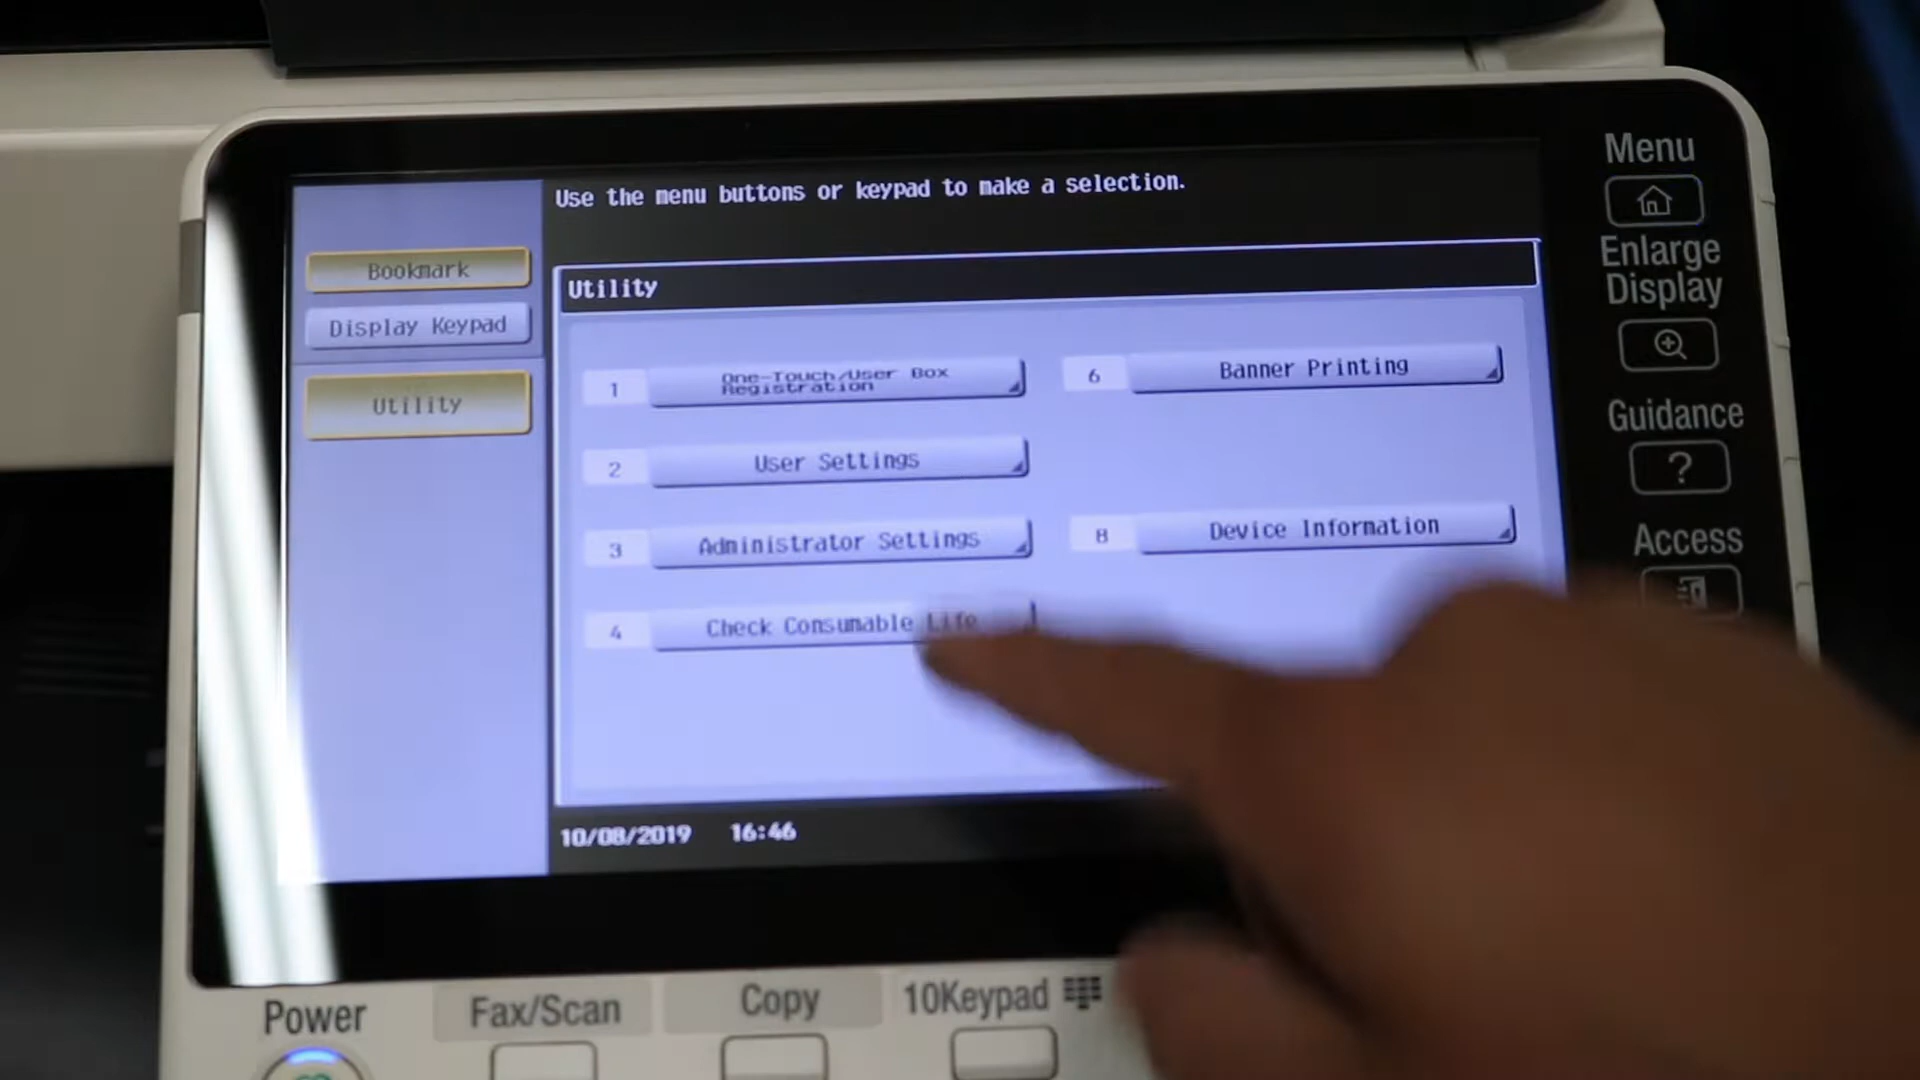 Use the menu buttons or keypad to make a selection.
Bookmark
Display Keypad
Utility
Utility
1 One-Touch/User Box
Registration
2 User Settings
3 Administrator Settings
4 Check Consumable Life
6 Banner Printing
8 Device Information
10/08/2019 16:46
Menu
Enlarge
Display
Guidance
?
Access
Power
Fax/Scan
Copy
10Keypad